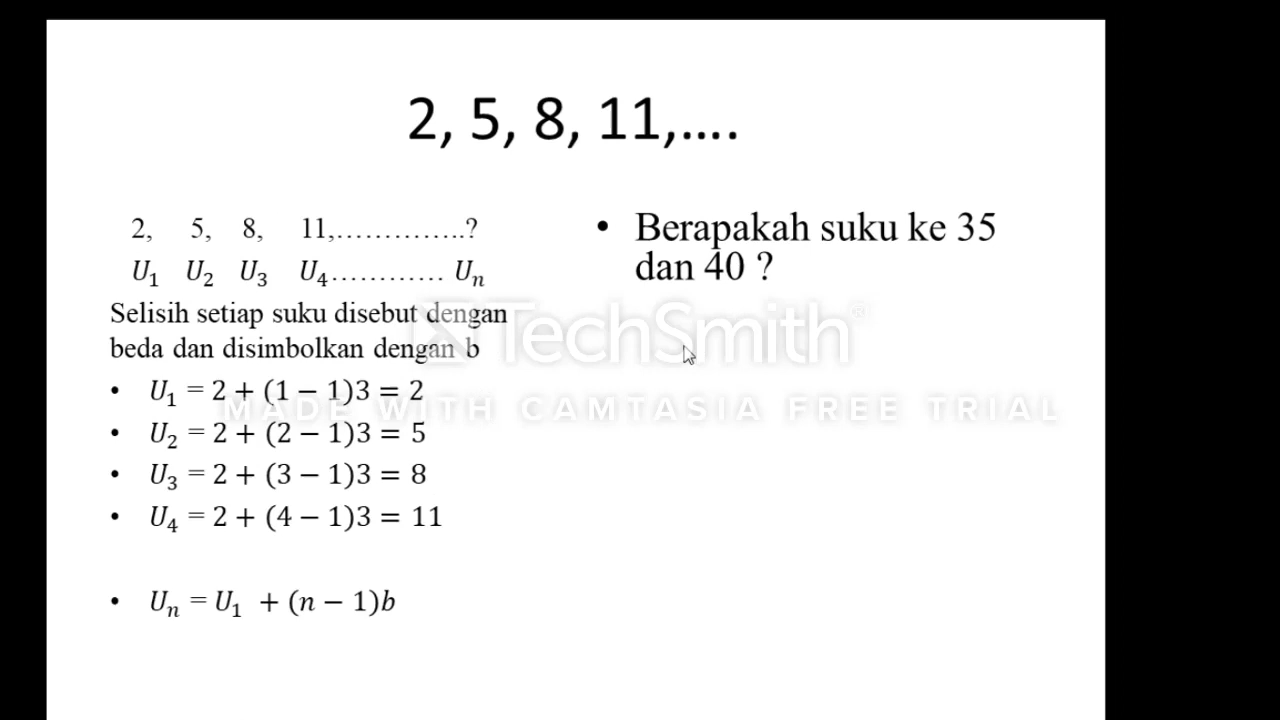 2, 5, 8, 11,....
2, 5, 8, 11,…………..?
U₁ U₂ U₃ U₄………… Uₙ
Selisih setiap suku disebut dengan
beda dan disimbolkan dengan b
• U₁ = 2 + (1 − 1)3 = 2
• U₂ = 2 + (2 − 1)3 = 5
• U₃ = 2 + (3 − 1)3 = 8
• U₄ = 2 + (4 − 1)3 = 11
• Uₙ = U₁ + (n − 1)b
• Berapakah suku ke 35
dan 40 ?
TechSmith®
MADE WITH CAMTASIA FREE TRIAL